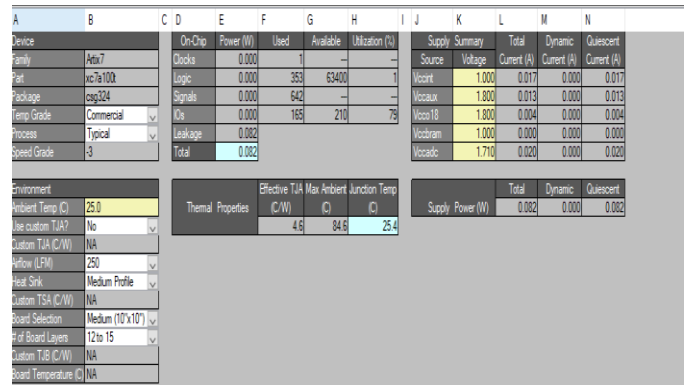 A B C D E F G H I J K L M N
Device On-Chip Power (W) Used Available Utilization (%) Supply Summary Total Dynamic Quiescent
Family Artix7 Clocks 0.000 1 -- -- Source Voltage Current (A) Current (A) Current (A)
Part xc7a100t Logic 0.000 353 63400 1 Vccint 1.000 0.017 0.000 0.017
Package csg324 Signals 0.000 642 -- -- Vccaux 1.800 0.013 0.000 0.013
Temp Grade Commercial IOs 0.000 165 210 79 Vcco18 1.800 0.004 0.000 0.004
Process Typical Leakage 0.082 Vccbram 1.000 0.000 0.000 0.000
Speed Grade -3 Total 0.082 Vccadc 1.710 0.020 0.000 0.020
Environment Effective TJA Max Ambient Junction Temp Total Dynamic Quiescent
Ambient Temp (C) 25.0 Thermal Properties (C/W) (C) (C) Supply Power (W) 0.082 0.000 0.082
Use custom TJA? No 4.6 84.6 25.4
Custom TJA (C/W) NA
Airflow (LFM) 250
Heat Sink Medium Profile
Custom TSA (C/W) NA
Board Selection Medium (10"x10")
# of Board Layers 12 to 15
Custom TJB (C/W) NA
Board Temperature (C) NA